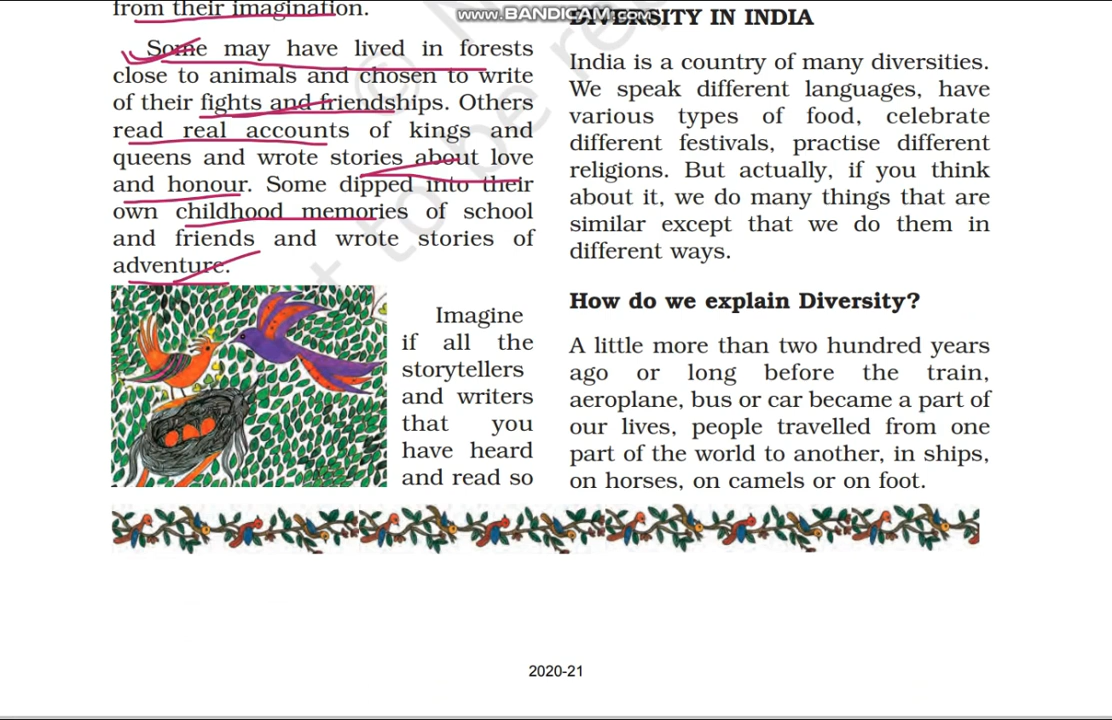 www.BANDICAM.com
from their imagination.
Some may have lived in forests
close to animals and chosen to write
of their fights and friendships. Others
read real accounts of kings and
queens and wrote stories about love
and honour. Some dipped into their
own childhood memories of school
and friends and wrote stories of
adventure.
Imagine
if all the
storytellers
and writers
that you
have heard
and read so
DIVERSITY IN INDIA
India is a country of many diversities.
We speak different languages, have
various types of food, celebrate
different festivals, practise different
religions. But actually, if you think
about it, we do many things that are
similar except that we do them in
different ways.
How do we explain Diversity?
A little more than two hundred years
ago or long before the train,
aeroplane, bus or car became a part of
our lives, people travelled from one
part of the world to another, in ships,
on horses, on camels or on foot.
2020-21